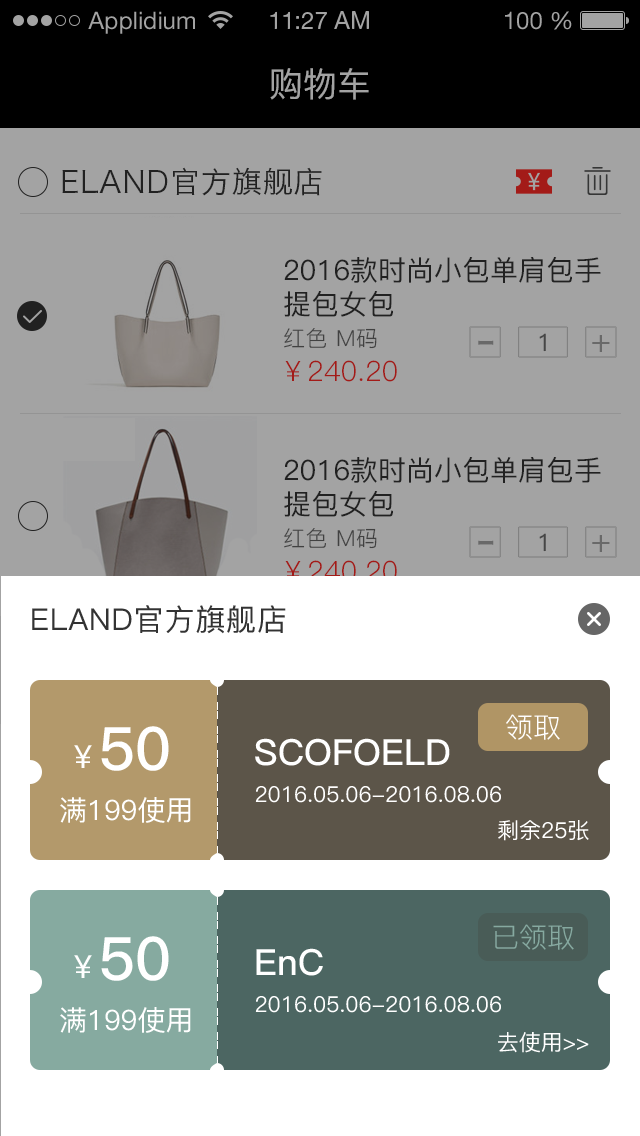 Applidium 11:27 AM 100 %
购物车
ELAND官方旗舰店 ¥
2016款时尚小包单肩包手
提包女包
红色 M码
1
¥240.20
2016款时尚小包单肩包手
提包女包
红色 M码
1
¥240.20
ELAND官方旗舰店
领取
¥50
SCOFOELD
满199使用
2016.05.06-2016.08.06
剩余25张
已领取
¥50
EnC
满199使用
2016.05.06-2016.08.06
去使用>>